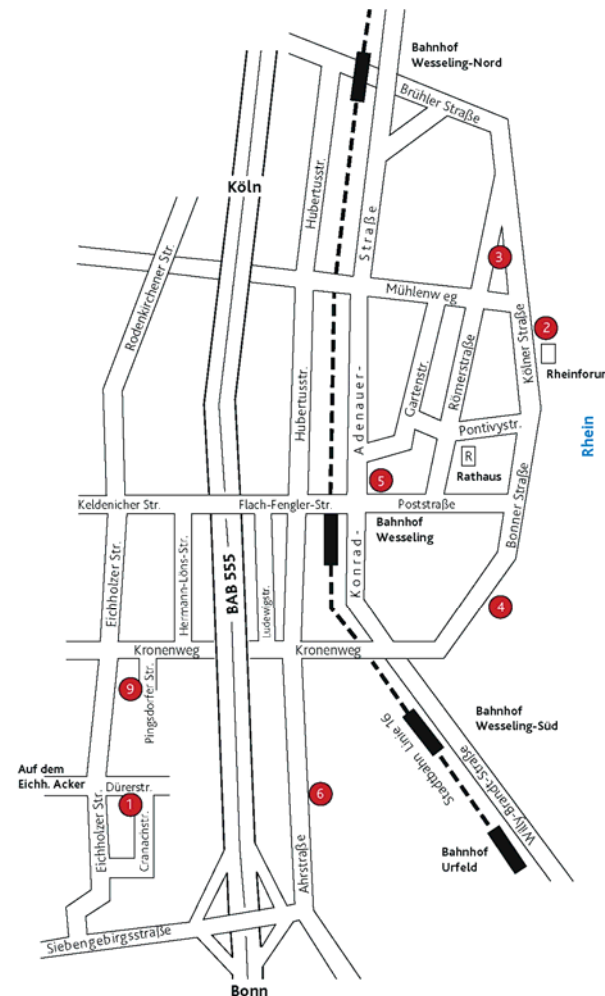 Bahnhof
Wesseling-Nord
Brühler Straße
Köln
Hubertusstr.
Straße
Rodenkirchener Str.
3
Mühlenweg
2
Kölner Straße
Rheinforum
Rhein
Hubertusstr.
Adenauer-
Gartenstr.
Römerstraße
Pontivystr.
R
Rathaus
5
Keldenicher Str.
Flach-Fengler-Str.
Poststraße
Bahnhof
Wesseling
Bonner Straße
Konrad-
Eichholzer Str.
Hermann-Löns-Str.
BAB 555
Ludewigstr.
4
Kronenweg
Kronenweg
9
Pingsdorfer Str.
Bahnhof
Wesseling-Süd
Stadtbahn Linie 16
Willy-Brandt-Straße
Auf dem
Eichh. Acker
Dürerstr.
1
6
Eichholzer Str.
Cranachstr.
Ahrstraße
Bahnhof
Urfeld
Siebengebirgsstraße
Bonn